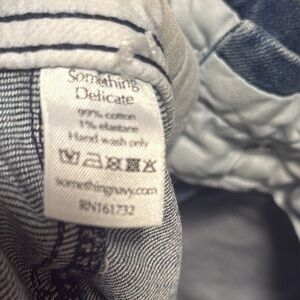 Something
Delicate
99% cotton
1% elastane
Hand wash only
somethingnavy.com
RN161732